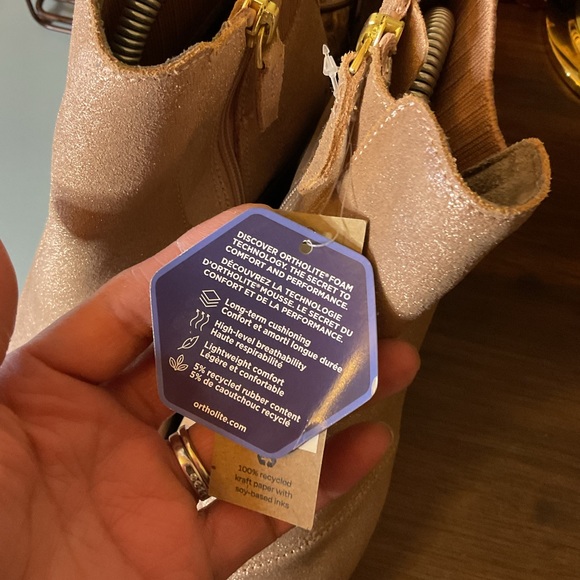 DISCOVER ORTHOLITE® FOAM
TECHNOLOGY. THE SECRET TO
COMFORT AND PERFORMANCE.
DÉCOUVREZ LA TECHNOLOGIE
D'ORTHOLITE® MOUSSE. LE SECRET DU
CONFORT ET DE LA PERFORMANCE.
Long-term cushioning
Confort et amorti longue durée
High-level breathability
Haute respirabilité
Lightweight comfort
Légère et confortable
5% recycled rubber content
5% de caoutchouc recyclé
ortholite.com
100% recycled
kraft paper with
soy-based inks